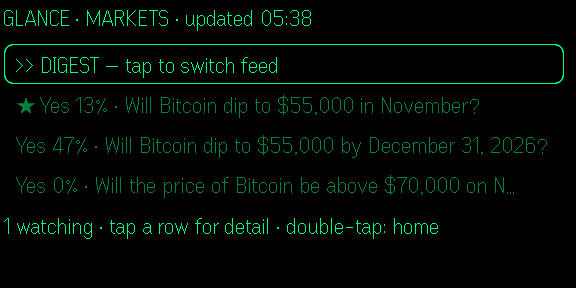 GLANCE · MARKETS · updated 05:38
>> DIGEST — tap to switch feed
★ Yes 13% · Will Bitcoin dip to $55,000 in November?
Yes 47% · Will Bitcoin dip to $55,000 by December 31, 2026?
Yes 0% · Will the price of Bitcoin be above $70,000 on N…
1 watching · tap a row for detail · double-tap: home